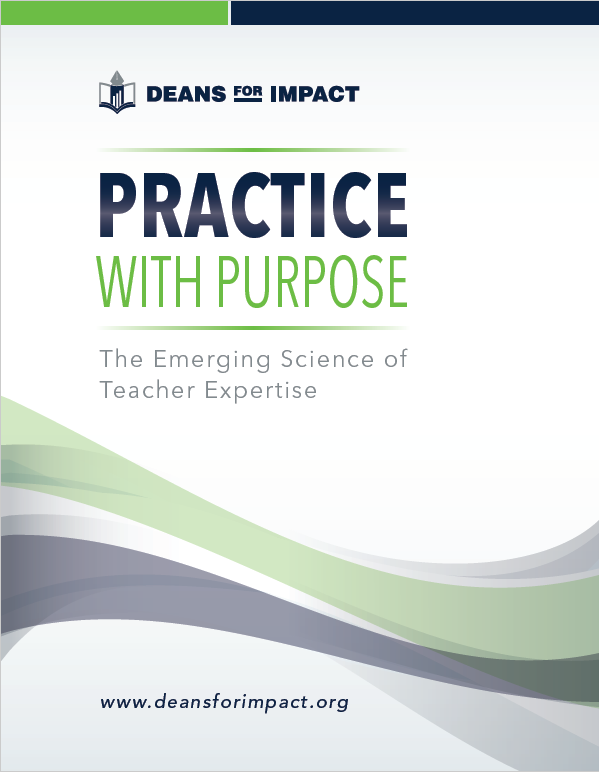 DEANS FOR IMPACT
PRACTICE
WITH PURPOSE
The Emerging Science of
Teacher Expertise
www.deansforimpact.org